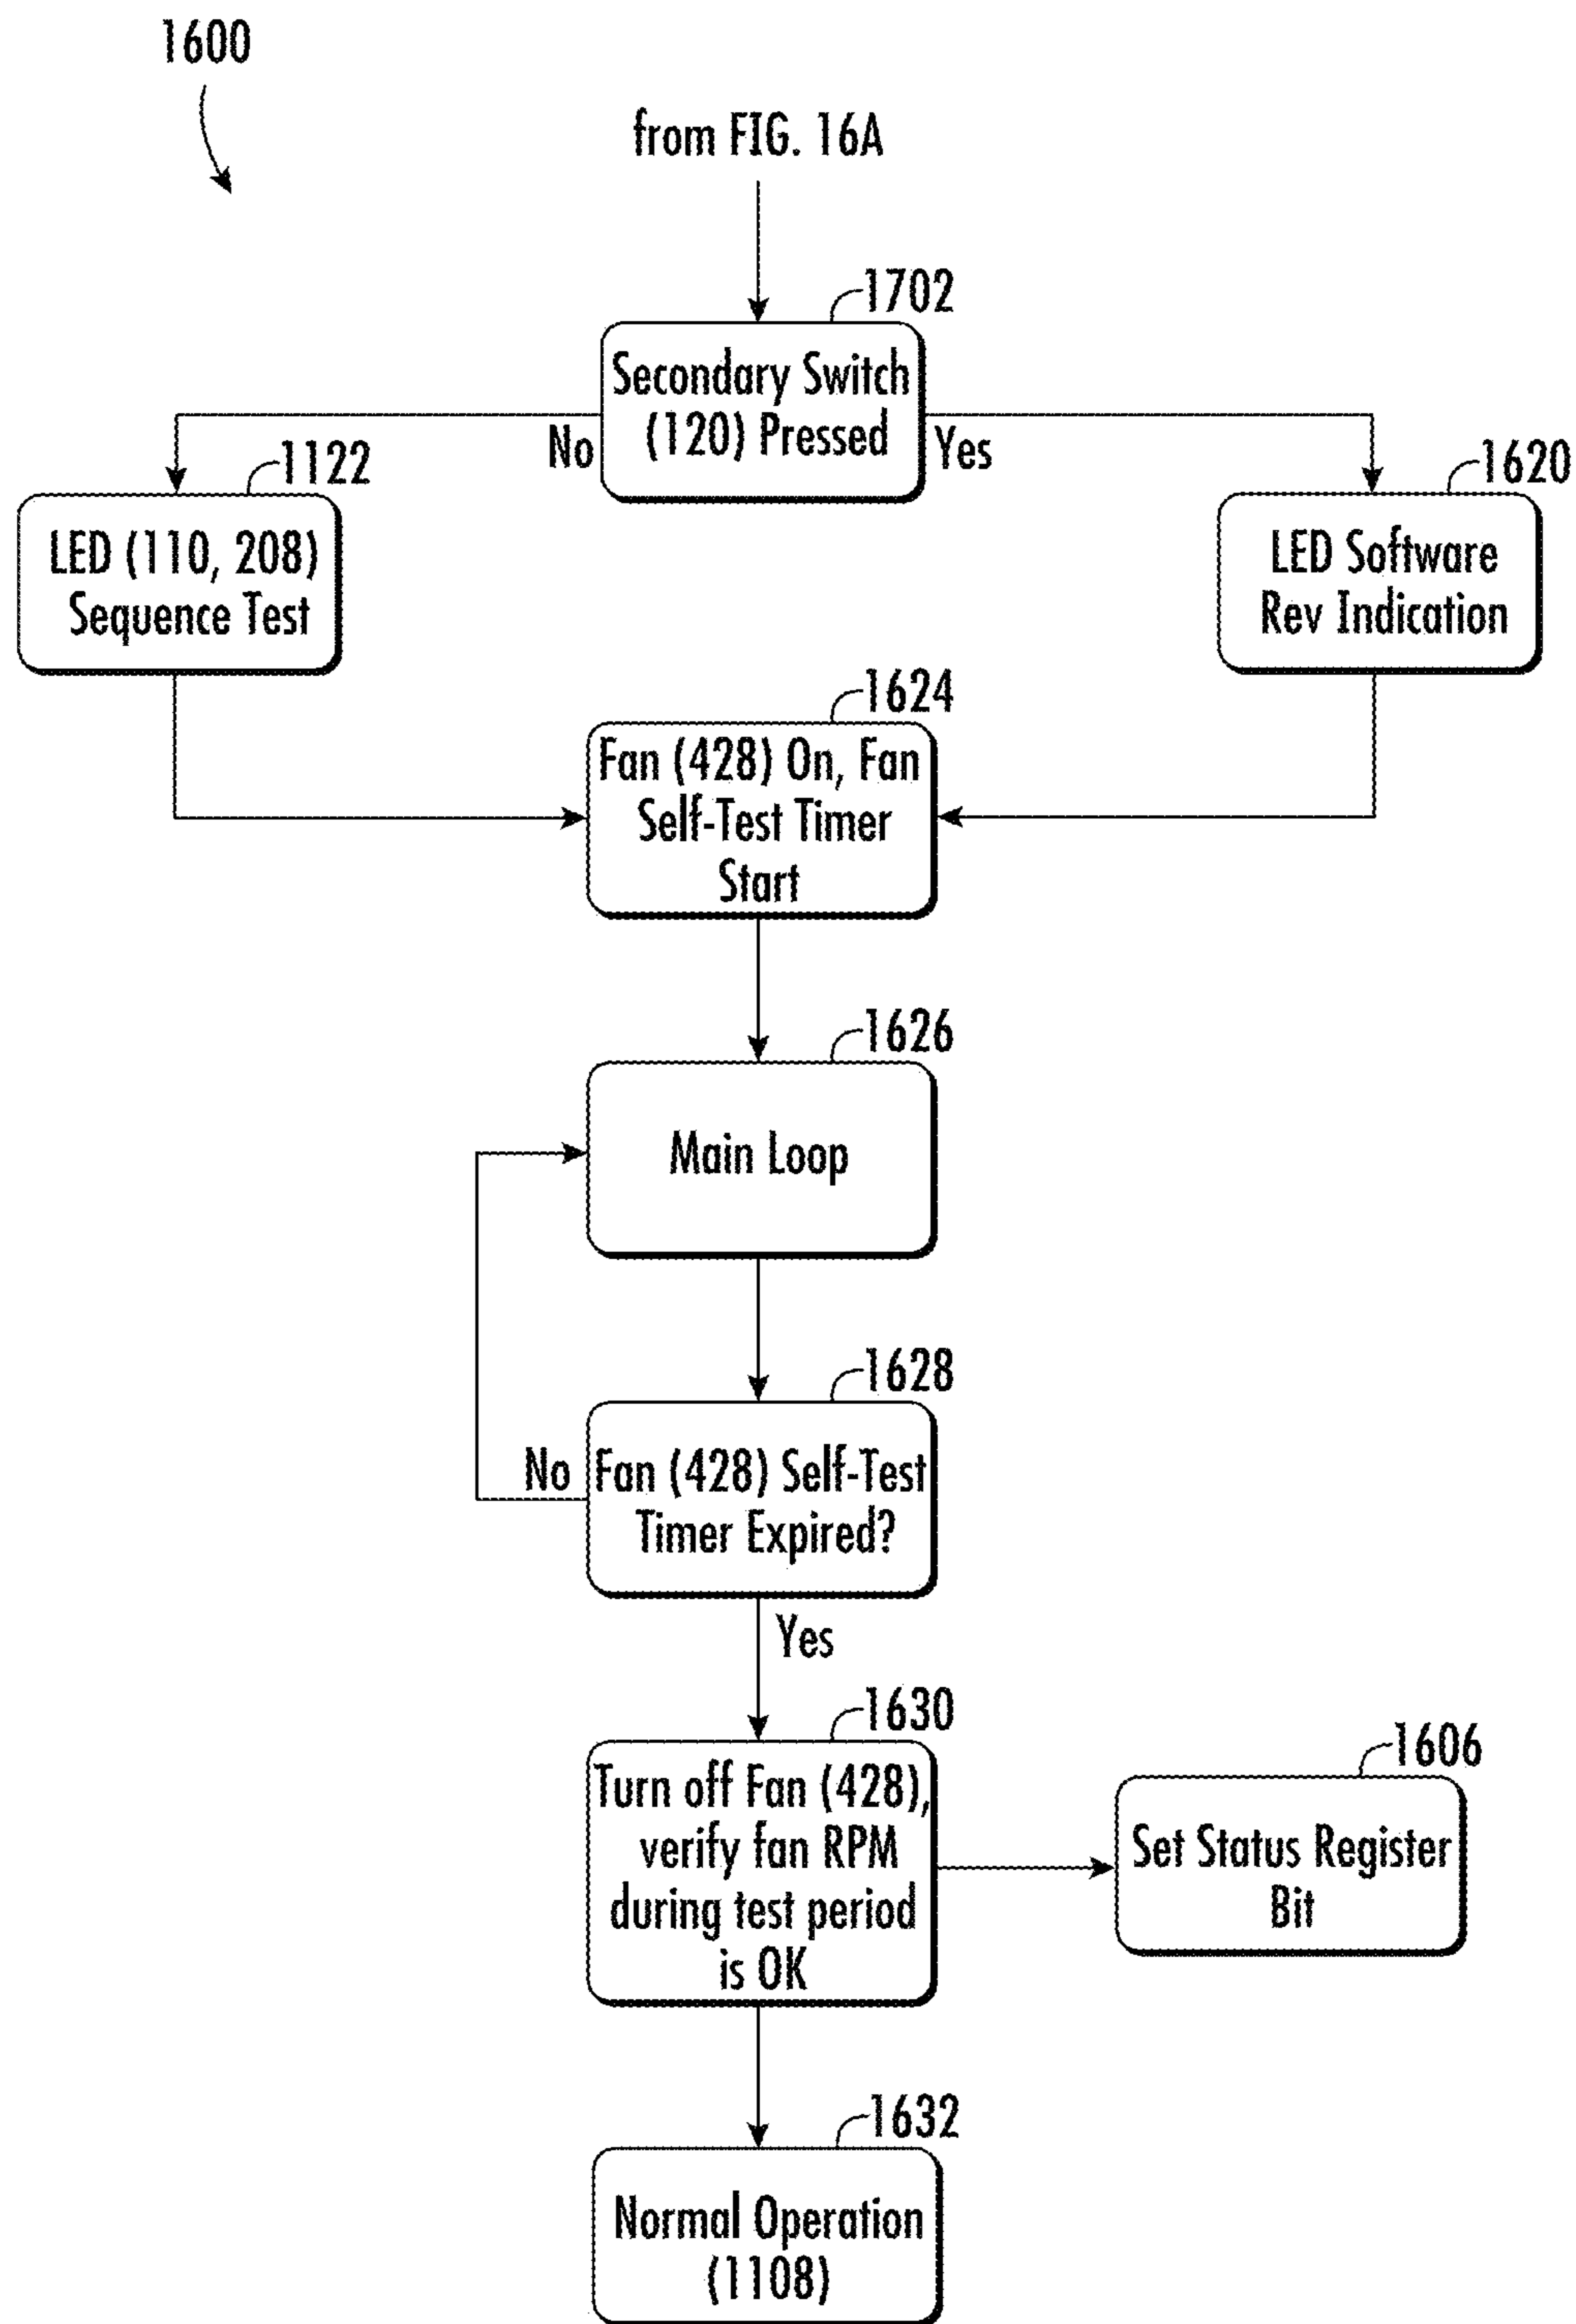 1600
from FIG. 16A
1702
Secondary Switch
(120) Pressed
No
Yes
1122
LED (110, 208)
Sequence Test
1620
LED Software
Rev Indication
1624
Fan (428) On, Fan
Self-Test Timer
Start
1626
Main Loop
1628
No
Fan (428) Self-Test
Timer Expired?
Yes
1630
Turn off Fan (428),
verify fan RPM
during test period
is OK
1606
Set Status Register
Bit
1632
Normal Operation
(1108)